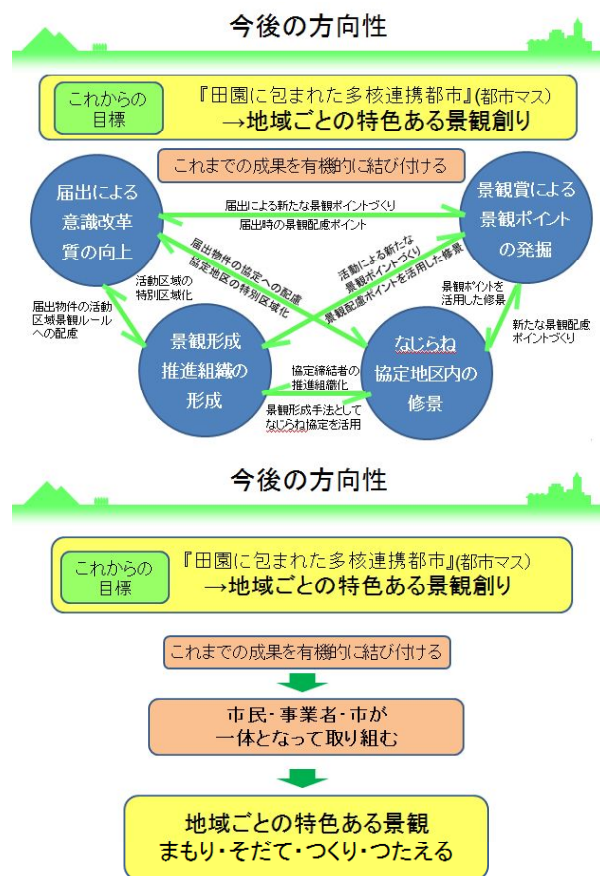 今後の方向性
これからの
目標
『田園に包まれた多核連携都市』(都市マス)
→地域ごとの特色ある景観創り
これまでの成果を有機的に結び付ける
届出による
意識改革
質の向上
景観賞による
景観ポイント
の発掘
届出による新たな景観ポイントづくり
届出時の景観配慮ポイント
届出物件の協定への配慮
協定地区の特別区域化
活動による新たな
景観ポイントづくり
景観配慮ポイントを活用した修景
活動区域の
特別区域化
届出物件の活動
区域景観ルール
への配慮
景観ポイントを
活用した修景
新たな景観配慮
ポイントづくり
景観形成
推進組織の
形成
なじらね
協定地区内の
修景
協定締結者の
推進組織化
景観形成手法として
なじらね協定を活用
今後の方向性
これからの
目標
『田園に包まれた多核連携都市』(都市マス)
→地域ごとの特色ある景観創り
これまでの成果を有機的に結び付ける
市民・事業者・市が
一体となって取り組む
地域ごとの特色ある景観
まもり・そだて・つくり・つたえる